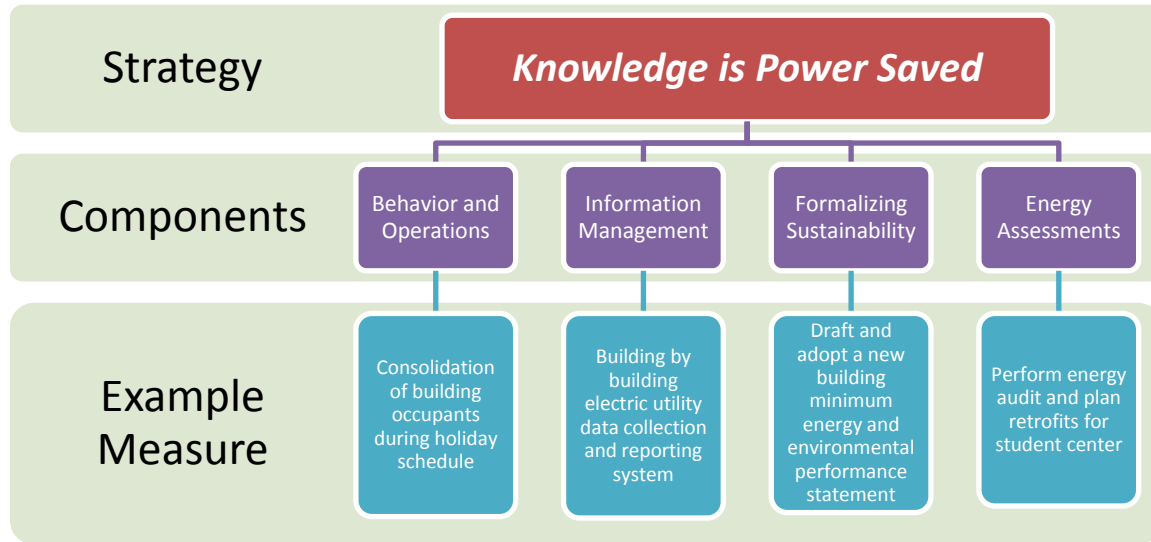 Strategy
Knowledge is Power Saved
Components
Behavior and
Operations
Information
Management
Formalizing
Sustainability
Energy
Assessments
Example
Measure
Consolidation
of building
occupants
during holiday
schedule
Building by
building
electric utility
data collection
and reporting
system
Draft and
adopt a new
building
minimum
energy and
environmental
performance
statement
Perform energy
audit and plan
retrofits for
student center